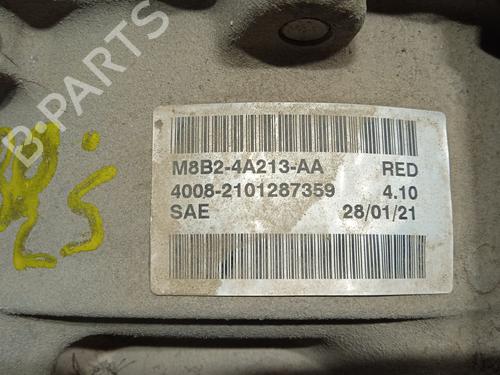 B-PARTS
M8B2-4A213-AA RED
4008-2101287359 4.10
SAE 28/01/21